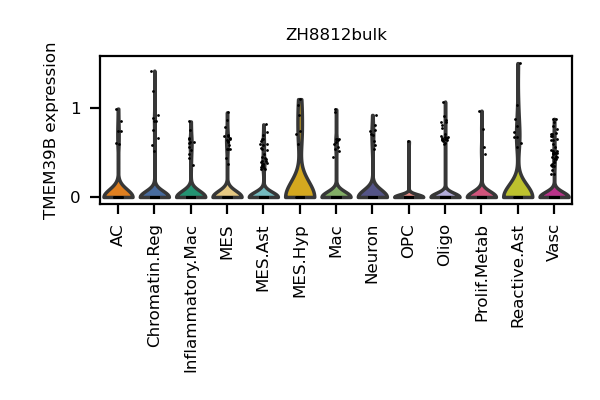 ZH8812bulk
TMEM39B expression
1
0
AC
Chromatin.Reg
Inflammatory.Mac
MES
MES.Ast
MES.Hyp
Mac
Neuron
OPC
Oligo
Prolif.Metab
Reactive.Ast
Vasc